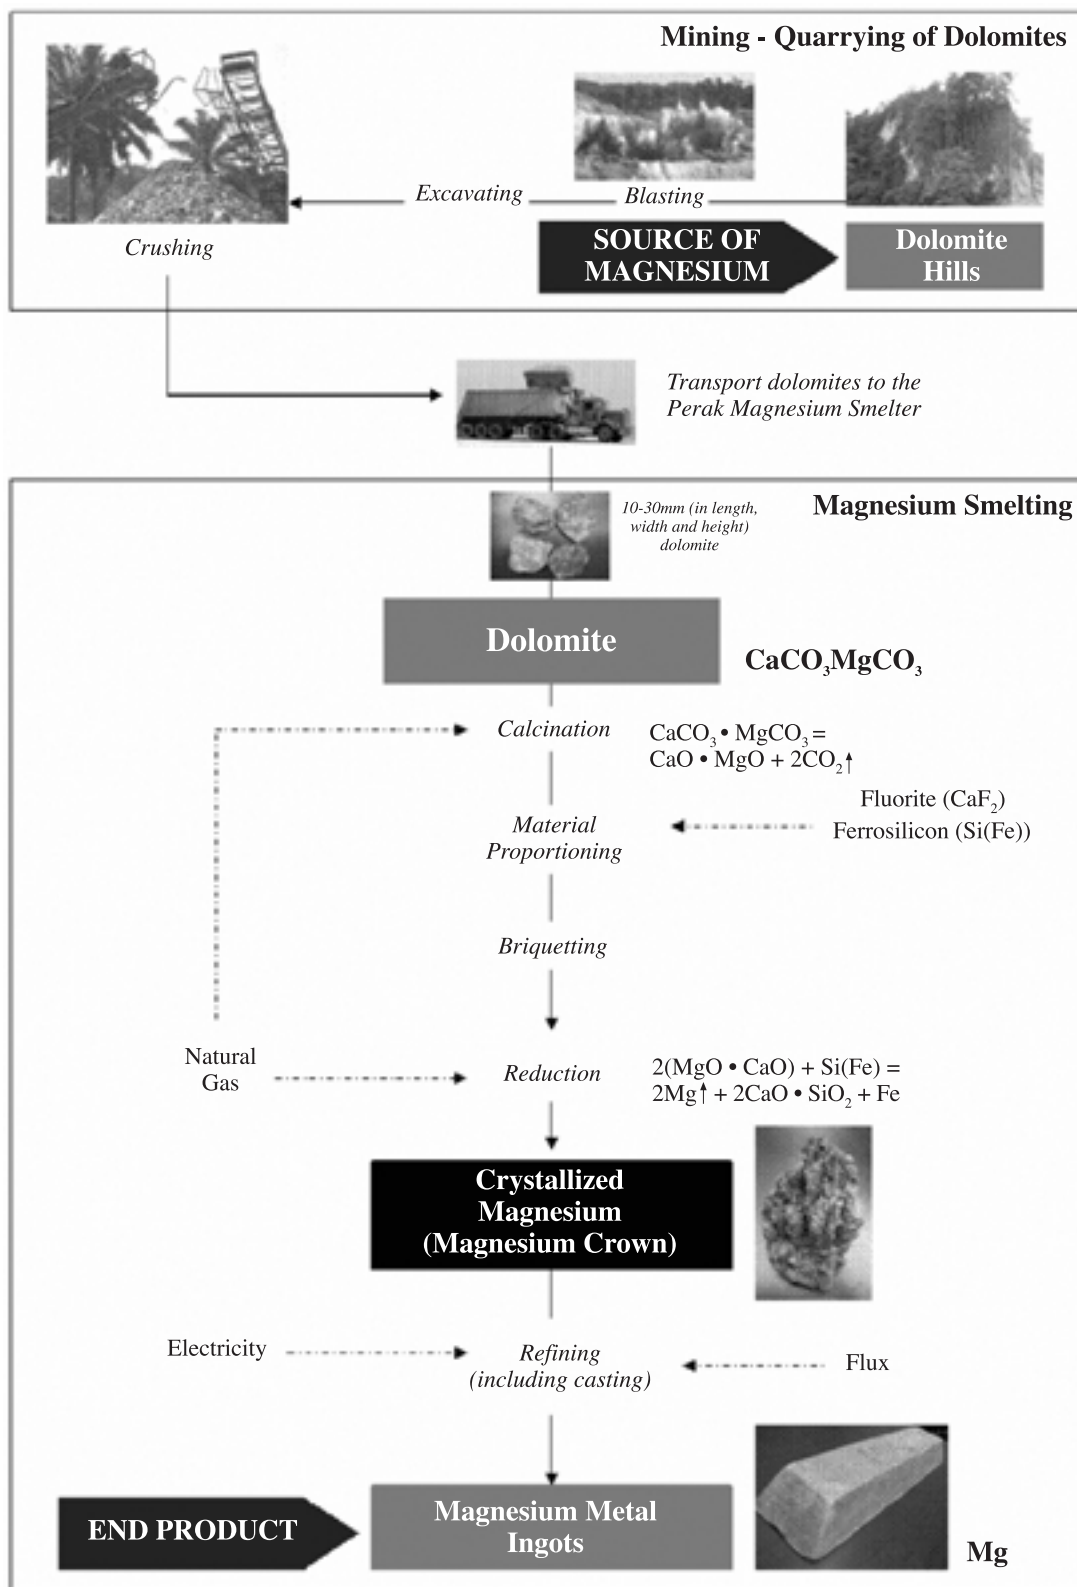 Mining - Quarrying of Dolomites
Excavating
Blasting
Crushing
SOURCE OF
MAGNESIUM
Dolomite
Hills
Transport dolomites to the
Perak Magnesium Smelter
Magnesium Smelting
10-30mm (in length,
width and height)
dolomite
Dolomite
CaCO₃MgCO₃
Calcination
CaCO₃ • MgCO₃ =
CaO • MgO + 2CO₂↑
Fluorite (CaF₂)
Ferrosilicon (Si(Fe))
Material
Proportioning
Briquetting
Natural
Gas
Reduction
2(MgO • CaO) + Si(Fe) =
2Mg↑ + 2CaO • SiO₂ + Fe
Crystallized
Magnesium
(Magnesium Crown)
Electricity
Refining
(including casting)
Flux
END PRODUCT
Magnesium Metal
Ingots
Mg